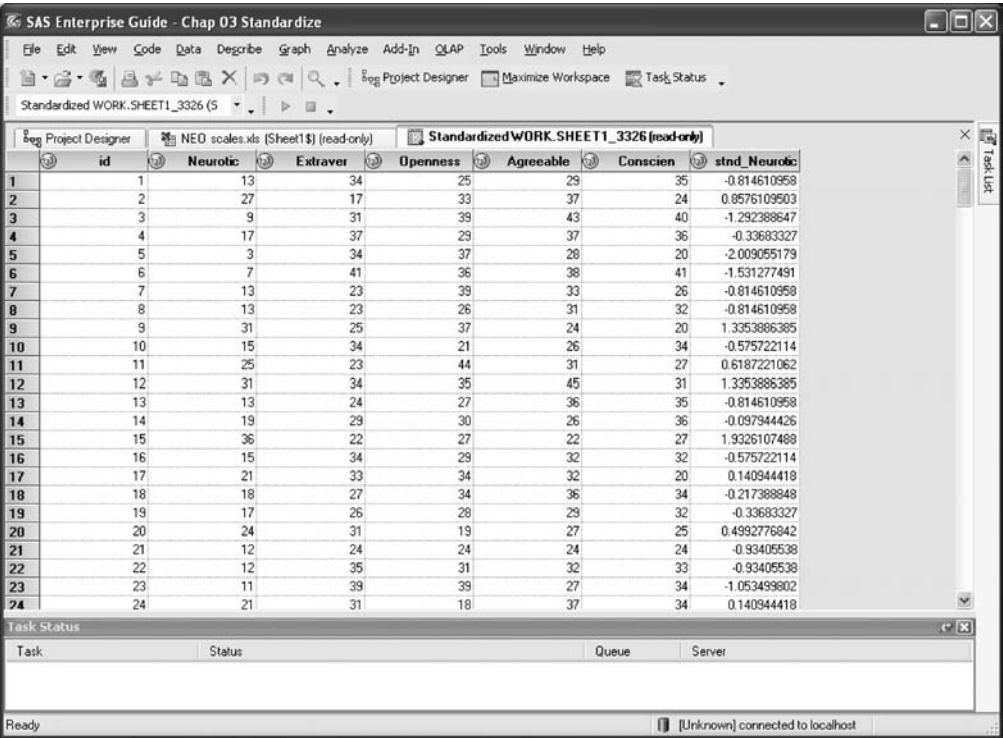 SAS Enterprise Guide - Chap 03 Standardize
File Edit View Code Data Describe Graph Analyze Add-In OLAP Tools Window Help
Project Designer Maximize Workspace Task Status
Standardized WORK.SHEET1_3326 (S
Project Designer NEO scales.xls (Sheet1$) (read-only) Standardized WORK.SHEET1_3326 (read-only)
Task List
id Neurotic Extraver Openness Agreeable Conscien stnd_Neurotic
1 1 13 34 25 29 35 -0.814610958
2 2 27 17 33 37 24 0.8576109503
3 3 9 31 39 43 40 -1.292388647
4 4 17 37 29 37 36 -0.33683327
5 5 3 34 37 28 20 -2.009055179
6 6 7 41 36 38 41 -1.531277491
7 7 13 23 39 33 26 -0.814610958
8 8 13 23 26 31 32 -0.814610958
9 9 31 25 37 24 20 1.3353886385
10 10 15 34 21 26 34 -0.575722114
11 11 25 23 44 31 27 0.6187221062
12 12 31 34 35 45 31 1.3353886385
13 13 13 24 27 36 35 -0.814610958
14 14 19 29 30 26 36 -0.097944426
15 15 36 22 27 22 27 1.9326107488
16 16 15 34 29 32 32 -0.575722114
17 17 21 33 34 32 20 0.140944418
18 18 18 27 34 36 34 -0.217388848
19 19 17 26 28 29 32 -0.33683327
20 20 24 31 19 27 25 0.4992776842
21 21 12 24 24 24 24 -0.93405538
22 22 12 35 31 32 33 -0.93405538
23 23 11 39 39 27 34 -1.053499802
24 24 21 31 18 37 34 0.140944418
Task Status
Task Status Queue Server
Ready [Unknown] connected to localhost